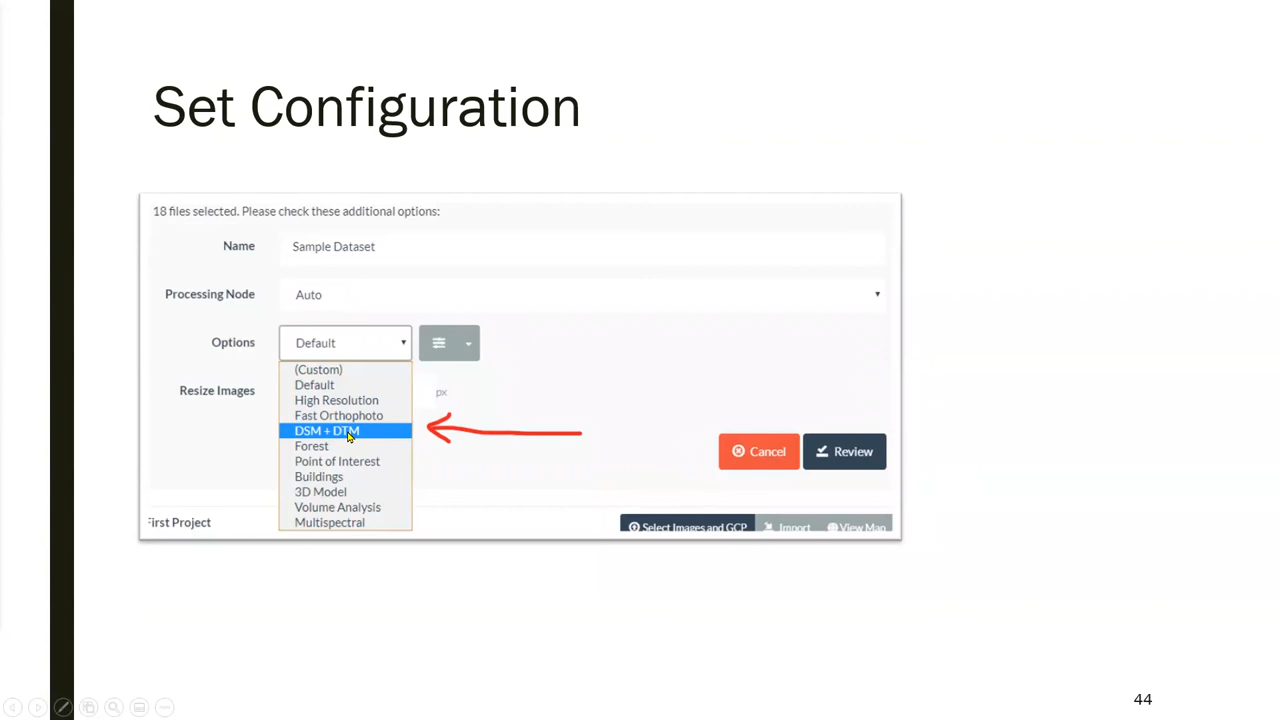 Set Configuration
18 files selected. Please check these additional options:
Name Sample Dataset
Processing Node Auto
Options Default
(Custom)
Default
Resize Images px
High Resolution
Fast Orthophoto
DSM + DTM
Forest
Point of Interest
Buildings
3D Model
Volume Analysis
Multispectral
Cancel Review
First Project Select Images and GCP Import View Map
44